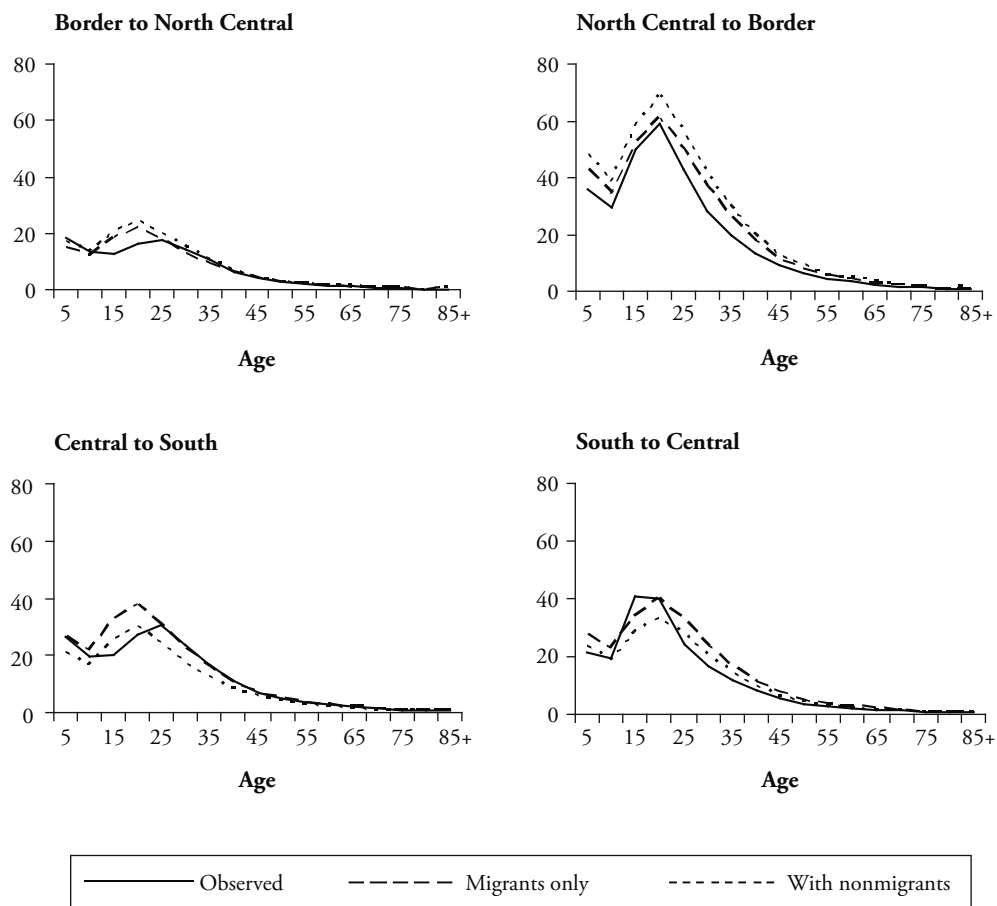 Border to North Central
80
60
40
20
0
5 15 25 35 45 55 65 75 85+
Age
North Central to Border
80
60
40
20
0
5 15 25 35 45 55 65 75 85+
Age
Central to South
80
60
40
20
0
5 15 25 35 45 55 65 75 85+
Age
South to Central
80
60
40
20
0
5 15 25 35 45 55 65 75 85+
Age
Observed Migrants only With nonmigrants